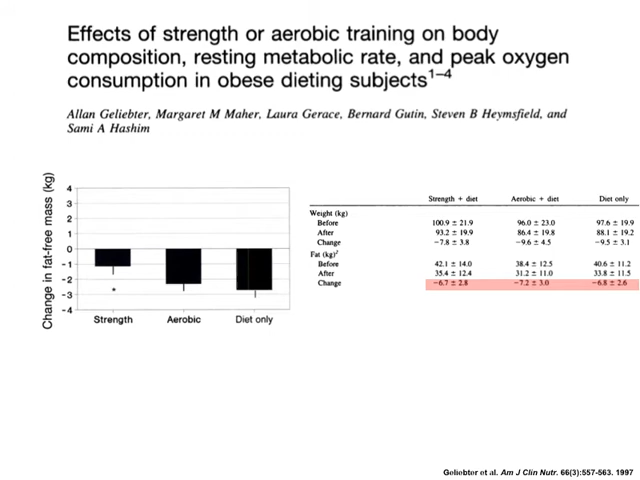 Effects of strength or aerobic training on body
composition, resting metabolic rate, and peak oxygen
consumption in obese dieting subjects1–4
Allan Geliebter, Margaret M Maher, Laura Gerace, Bernard Gutin, Steven B Heymsfield, and
Sami A Hashim
Change in fat-free mass (kg)
4
3
2
1
0
−1
−2
−3
−4
*
Strength Aerobic Diet only
Strength + diet Aerobic + diet Diet only
Weight (kg)
Before 100.9 ± 21.9 96.0 ± 23.0 97.6 ± 19.9
After 93.2 ± 19.9 86.4 ± 19.8 88.1 ± 19.2
Change −7.8 ± 3.8 −9.6 ± 4.5 −9.5 ± 3.1
Fat (kg)2
Before 42.1 ± 14.0 38.4 ± 12.5 40.6 ± 11.2
After 35.4 ± 12.4 31.2 ± 11.0 33.8 ± 11.5
Change −6.7 ± 2.8 −7.2 ± 3.0 −6.8 ± 2.6
Geliebter et al. Am J Clin Nutr. 66(3):557-563. 1997